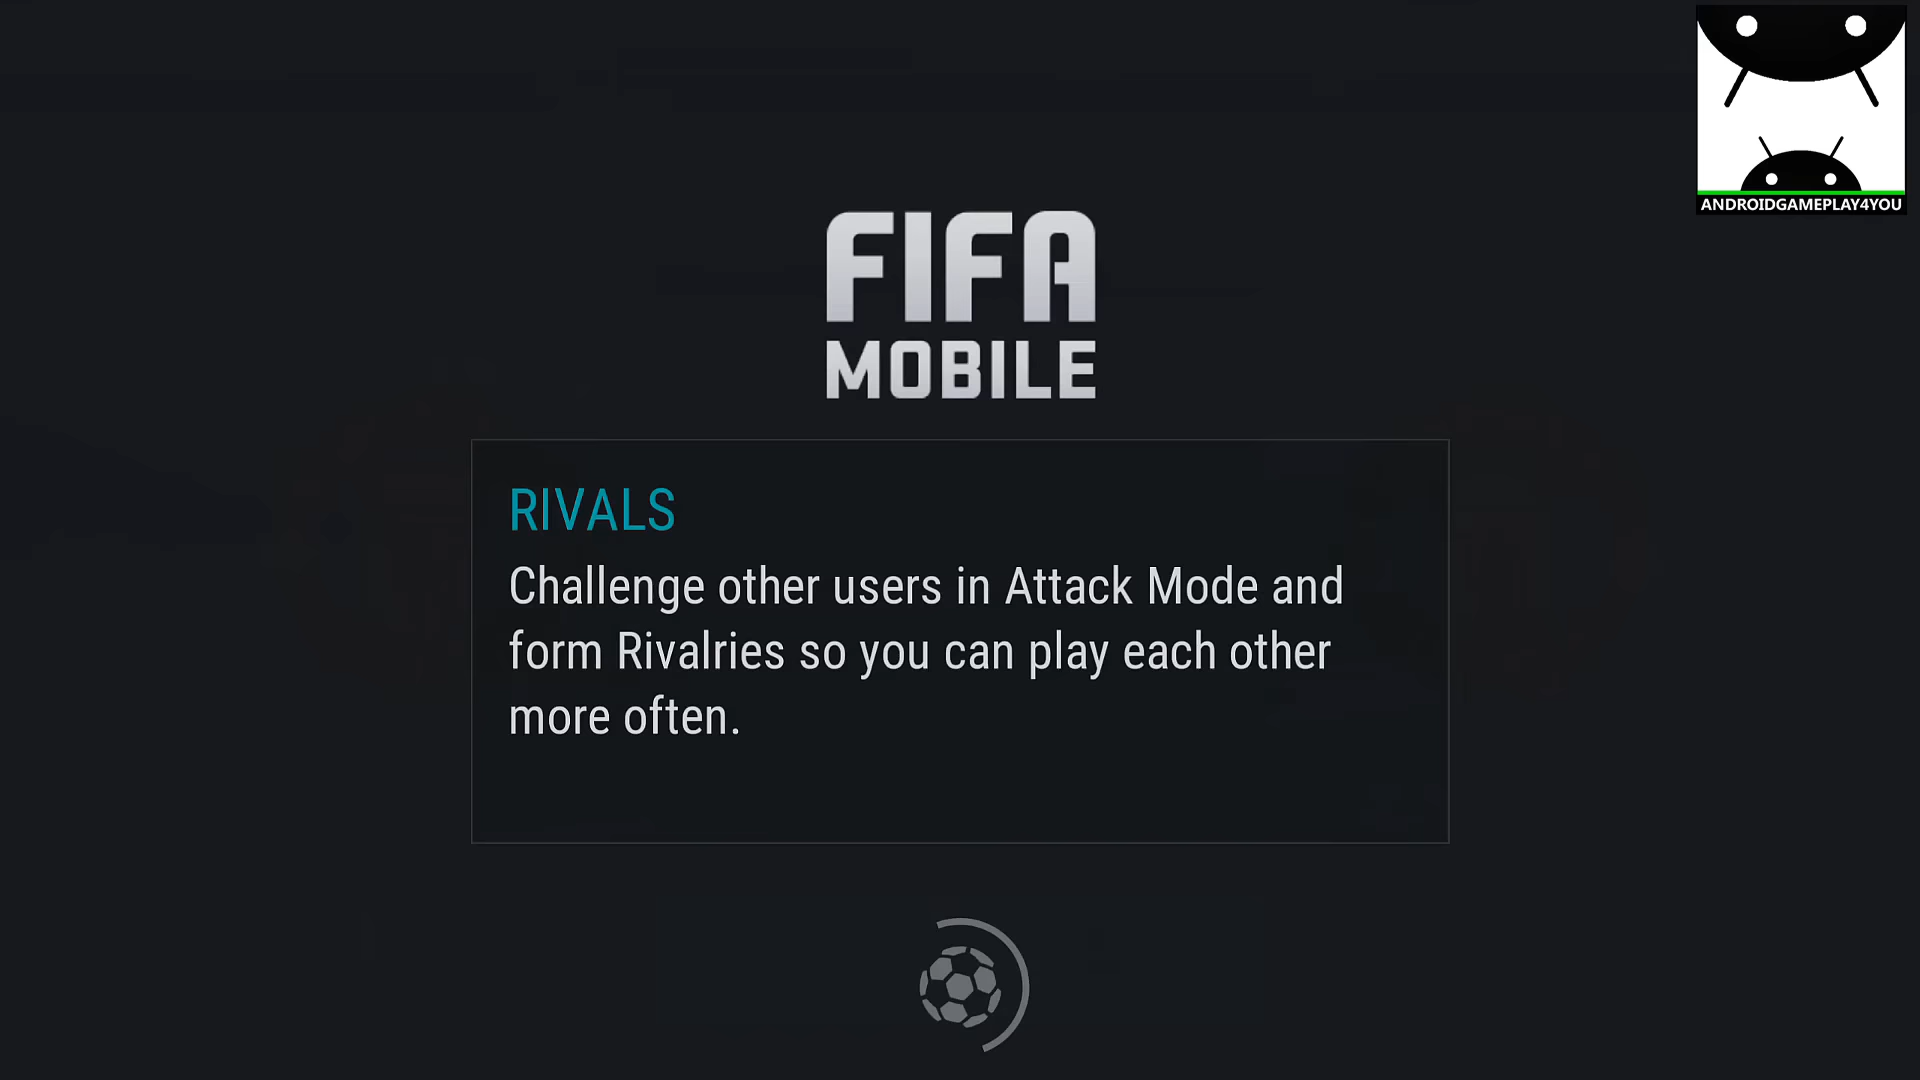 ANDROIDGAMEPLAY4YOU
FIFA
MOBILE
RIVALS
Challenge other users in Attack Mode and
form Rivalries so you can play each other
more often.